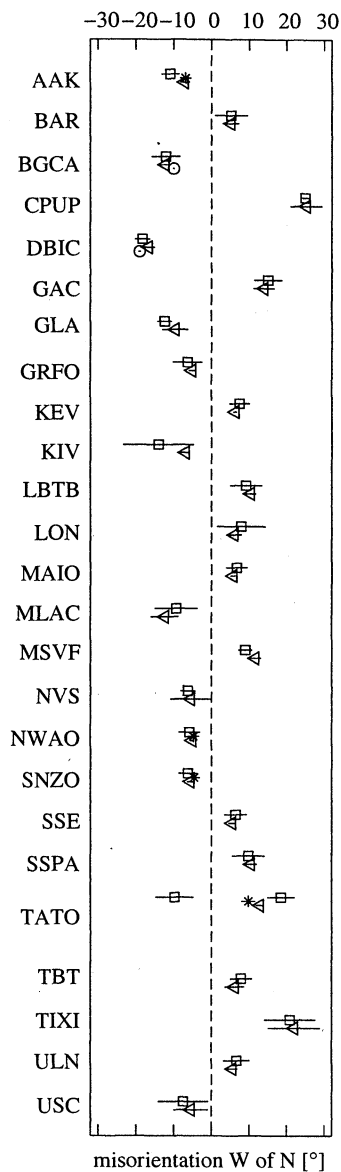 −30−20−10 0 10 20 30
AAK
BAR
BGCA
CPUP
DBIC
GAC
GLA
GRFO
KEV
KIV
LBTB
LON
MAIO
MLAC
MSVF
NVS
NWAO
SNZO
SSE
SSPA
TATO
TBT
TIXI
ULN
USC
misorientation W of N [°]